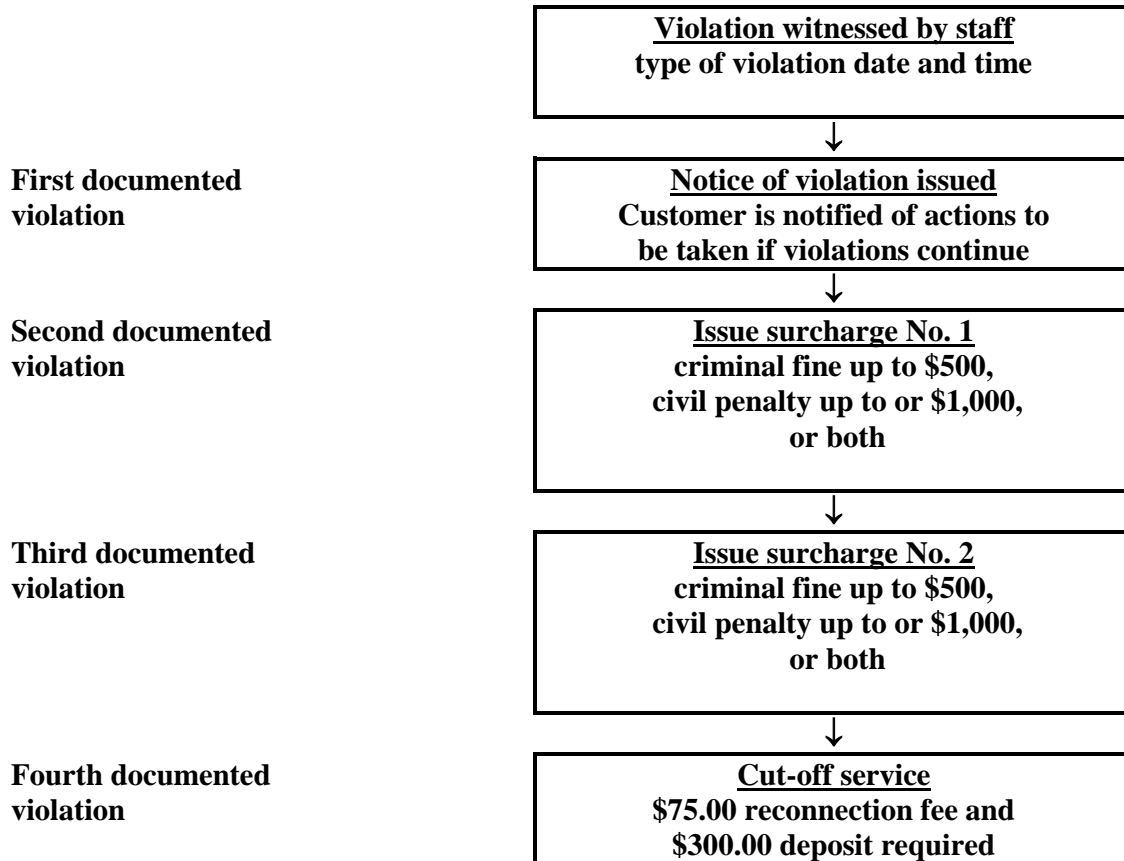 Violation witnessed by staff
type of violation date and time
↓
First documented
violation
Notice of violation issued
Customer is notified of actions to
be taken if violations continue
↓
Second documented
violation
Issue surcharge No. 1
criminal fine up to $500,
civil penalty up to or $1,000,
or both
↓
Third documented
violation
Issue surcharge No. 2
criminal fine up to $500,
civil penalty up to or $1,000,
or both
↓
Fourth documented
violation
Cut-off service
$75.00 reconnection fee and
$300.00 deposit required